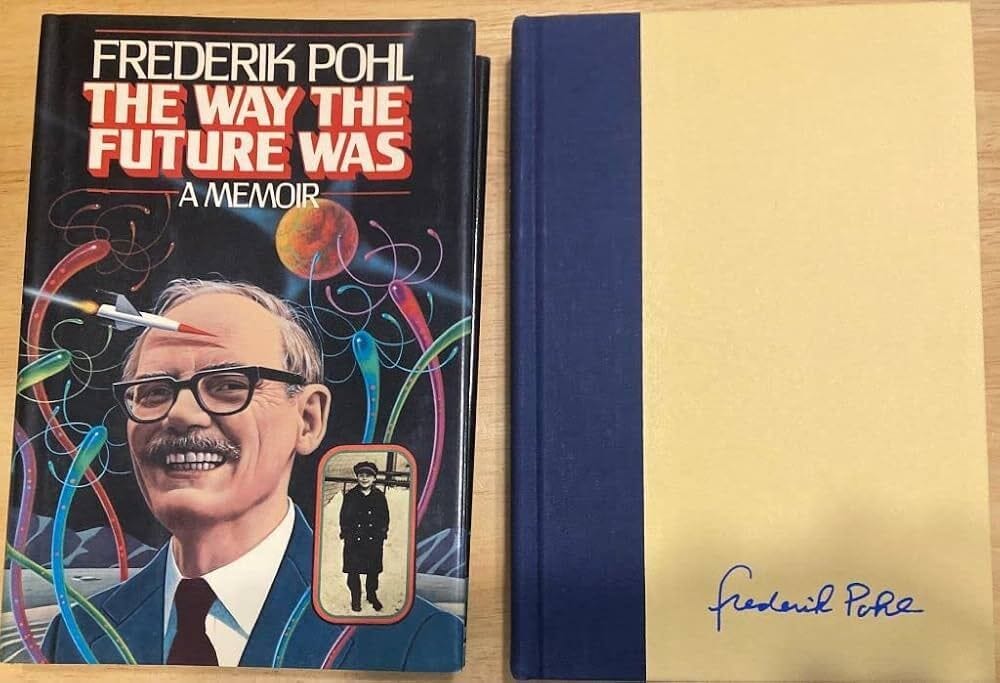 FREDERIK POHL
THE WAY THE
FUTURE WAS
A MEMOIR
Frederik Pohl